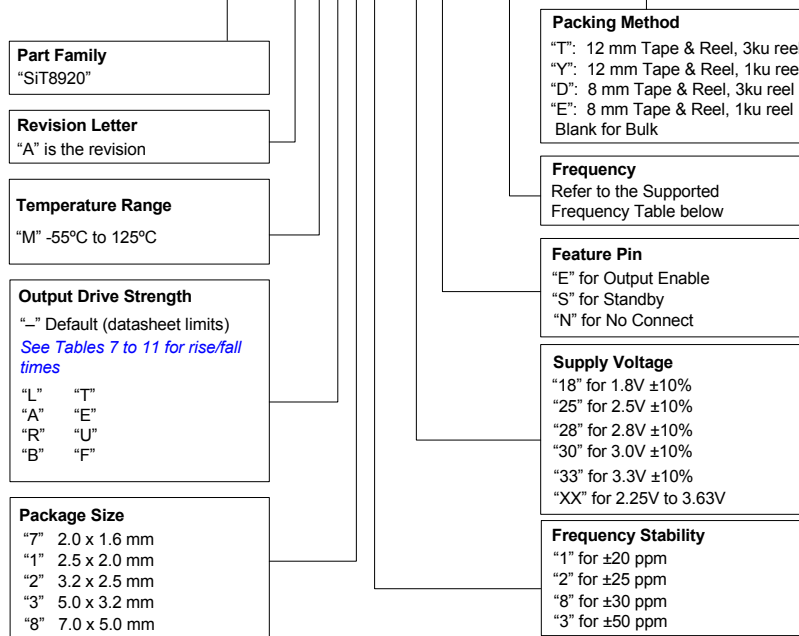 Part Family
“SiT8920”
Revision Letter
“A” is the revision
Temperature Range
“M” -55ºC to 125ºC
Output Drive Strength
“–” Default (datasheet limits)
See Tables 7 to 11 for rise/fall
times
“L” “T”
“A” “E”
“R” “U”
“B” “F”
Package Size
“7” 2.0 x 1.6 mm
“1” 2.5 x 2.0 mm
“2” 3.2 x 2.5 mm
“3” 5.0 x 3.2 mm
“8” 7.0 x 5.0 mm
Packing Method
“T”: 12 mm Tape & Reel, 3ku reel
“Y”: 12 mm Tape & Reel, 1ku reel
“D”: 8 mm Tape & Reel, 3ku reel
“E”: 8 mm Tape & Reel, 1ku reel
Blank for Bulk
Frequency
Refer to the Supported
Frequency Table below
Feature Pin
“E” for Output Enable
“S” for Standby
“N” for No Connect
Supply Voltage
“18” for 1.8V ±10%
“25” for 2.5V ±10%
“28” for 2.8V ±10%
“30” for 3.0V ±10%
“33” for 3.3V ±10%
“XX” for 2.25V to 3.63V
Frequency Stability
“1” for ±20 ppm
“2” for ±25 ppm
“8” for ±30 ppm
“3” for ±50 ppm